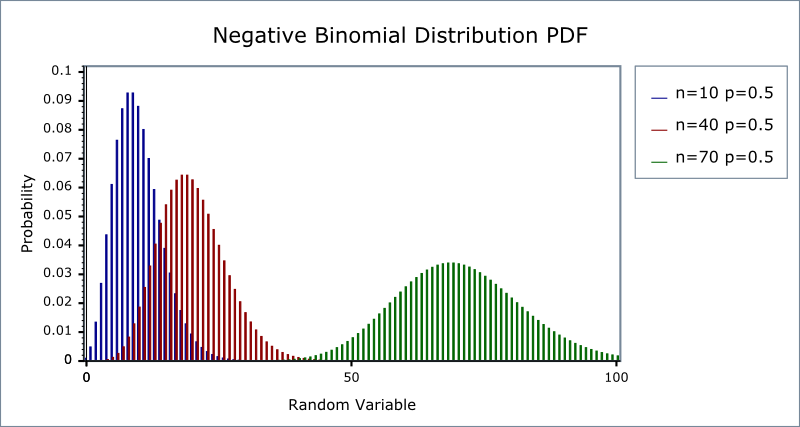 Negative Binomial Distribution PDF
0.1
0.09
0.08
0.07
0.06
0.05
0.04
0.03
0.02
0.01
0
Probability
0 50 100
Random Variable
n=10 p=0.5
n=40 p=0.5
n=70 p=0.5